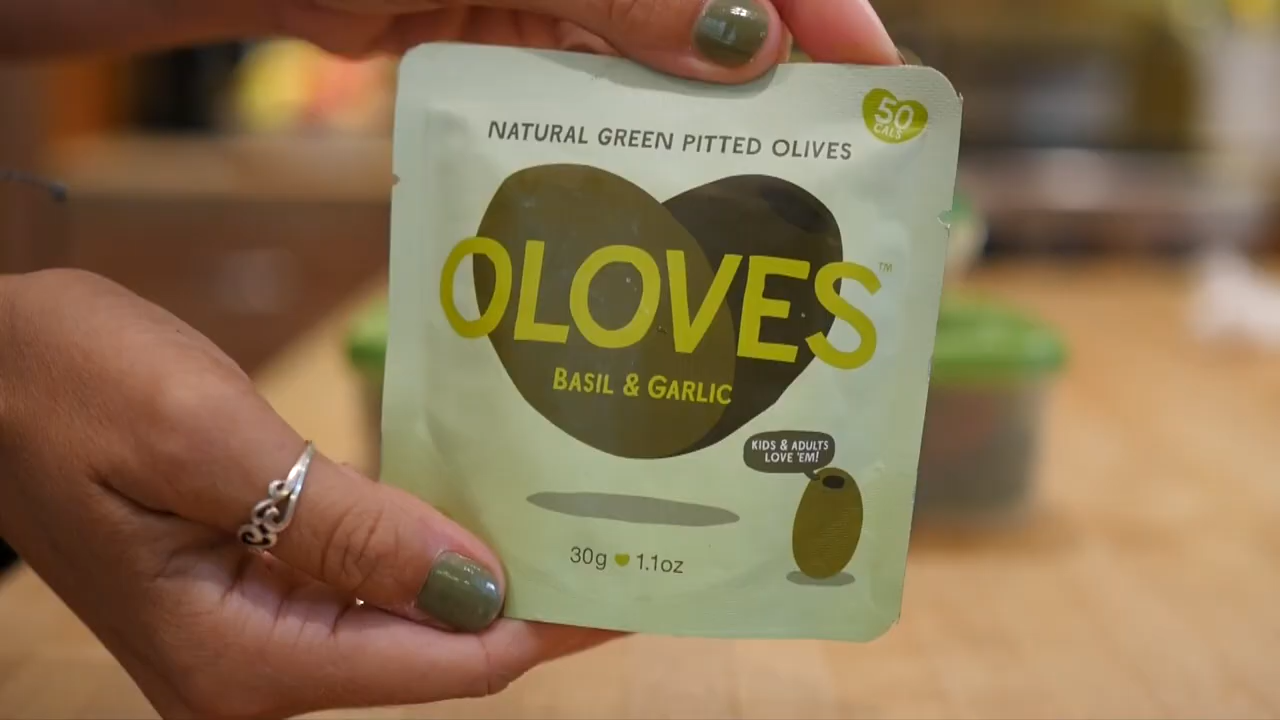 50
CALS
NATURAL GREEN PITTED OLIVES
OLOVES™
BASIL & GARLIC
KIDS & ADULTS
LOVE 'EM!
30g 1.1oz